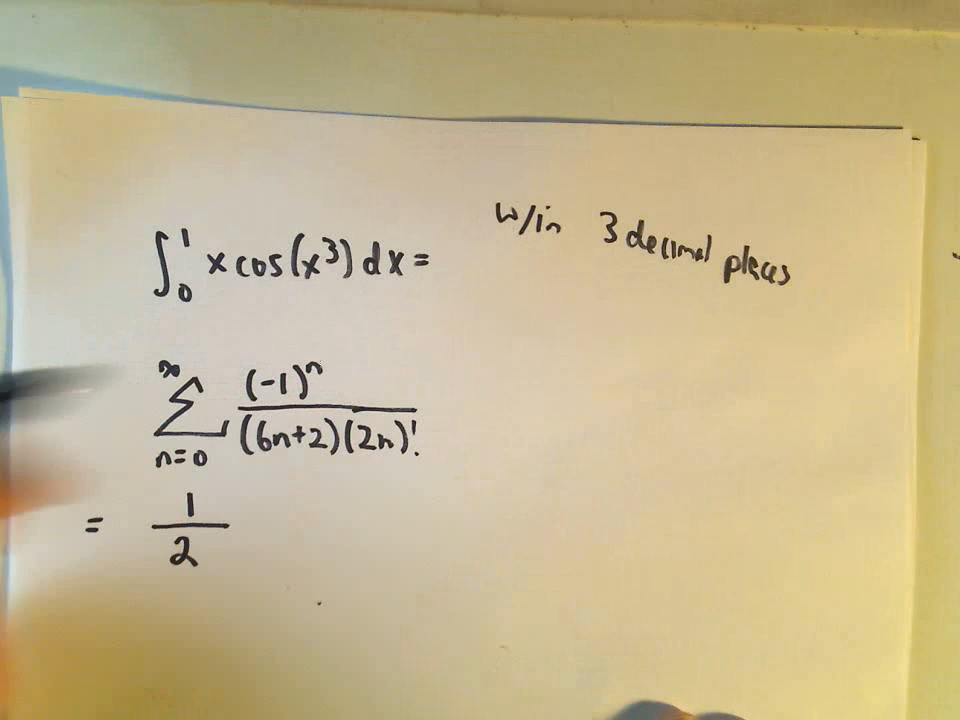 ∫₀¹ x cos(x³) dx = w/in 3 decimal places
∞
∑ (-1)ⁿ / (6n+2)(2n)!
n=0
= 1/2